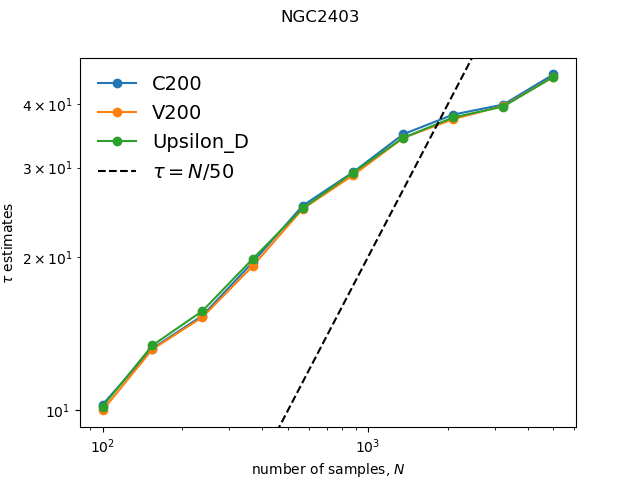 NGC2403
C200
V200
Upsilon_D
τ = N/50
4 × 10¹
3 × 10¹
2 × 10¹
10¹
τ estimates
10² 10³
number of samples, N